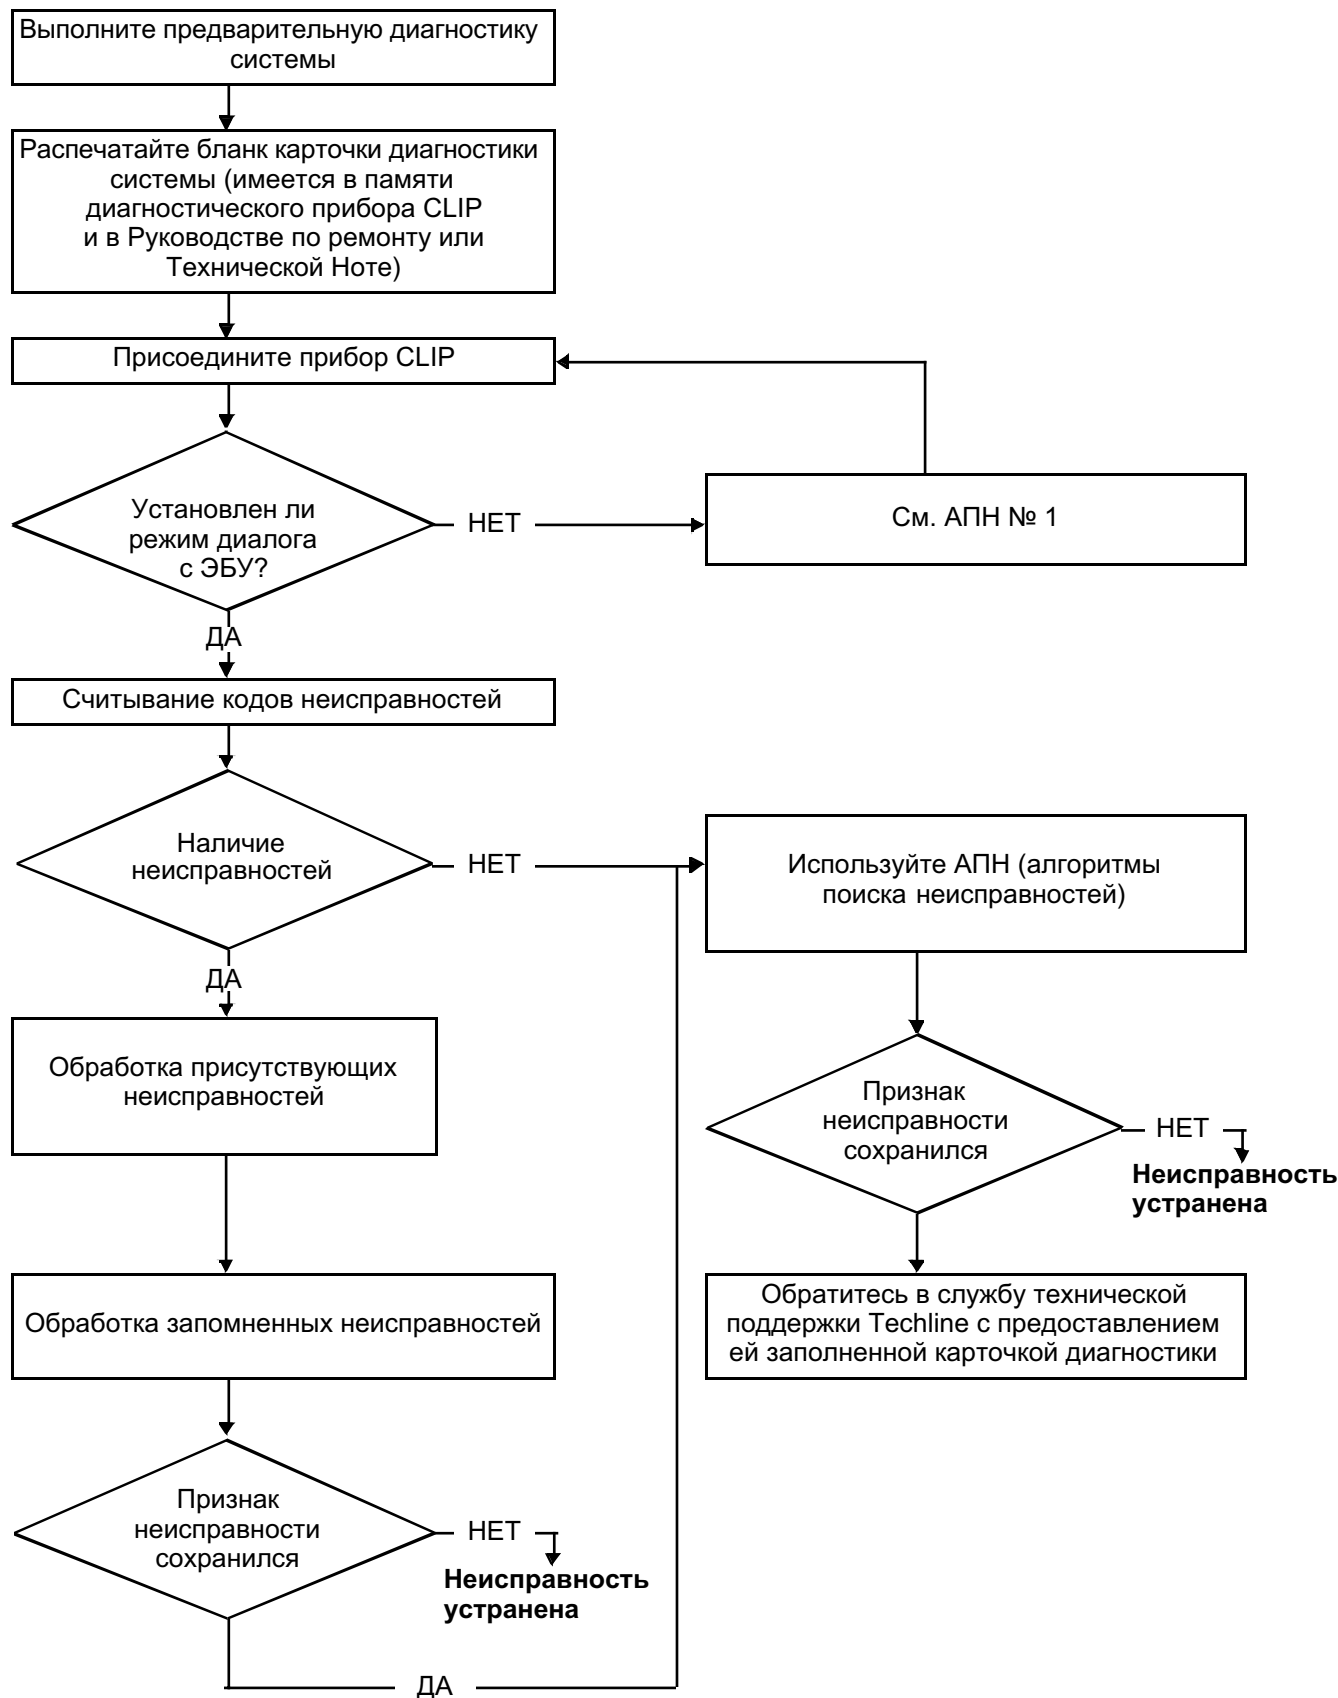 Выполните предварительную диагностику
системы
Распечатайте бланк карточки диагностики
системы (имеется в памяти
диагностического прибора CLIP
и в Руководстве по ремонту или
Технической Ноте)
Присоедините прибор CLIP
Установлен ли
режим диалога
с ЭБУ?
НЕТ
См. АПН № 1
ДА
Считывание кодов неисправностей
Наличие
неисправностей
НЕТ
Используйте АПН (алгоритмы
поиска неисправностей)
ДА
Обработка присутствующих
неисправностей
Признак
неисправности
сохранился
НЕТ
Неисправность
устранена
Обработка запомненных неисправностей
Обратитесь в службу технической
поддержки Techline с предоставлением
ей заполненной карточкой диагностики
Признак
неисправности
сохранился
НЕТ
Неисправность
устранена
ДА